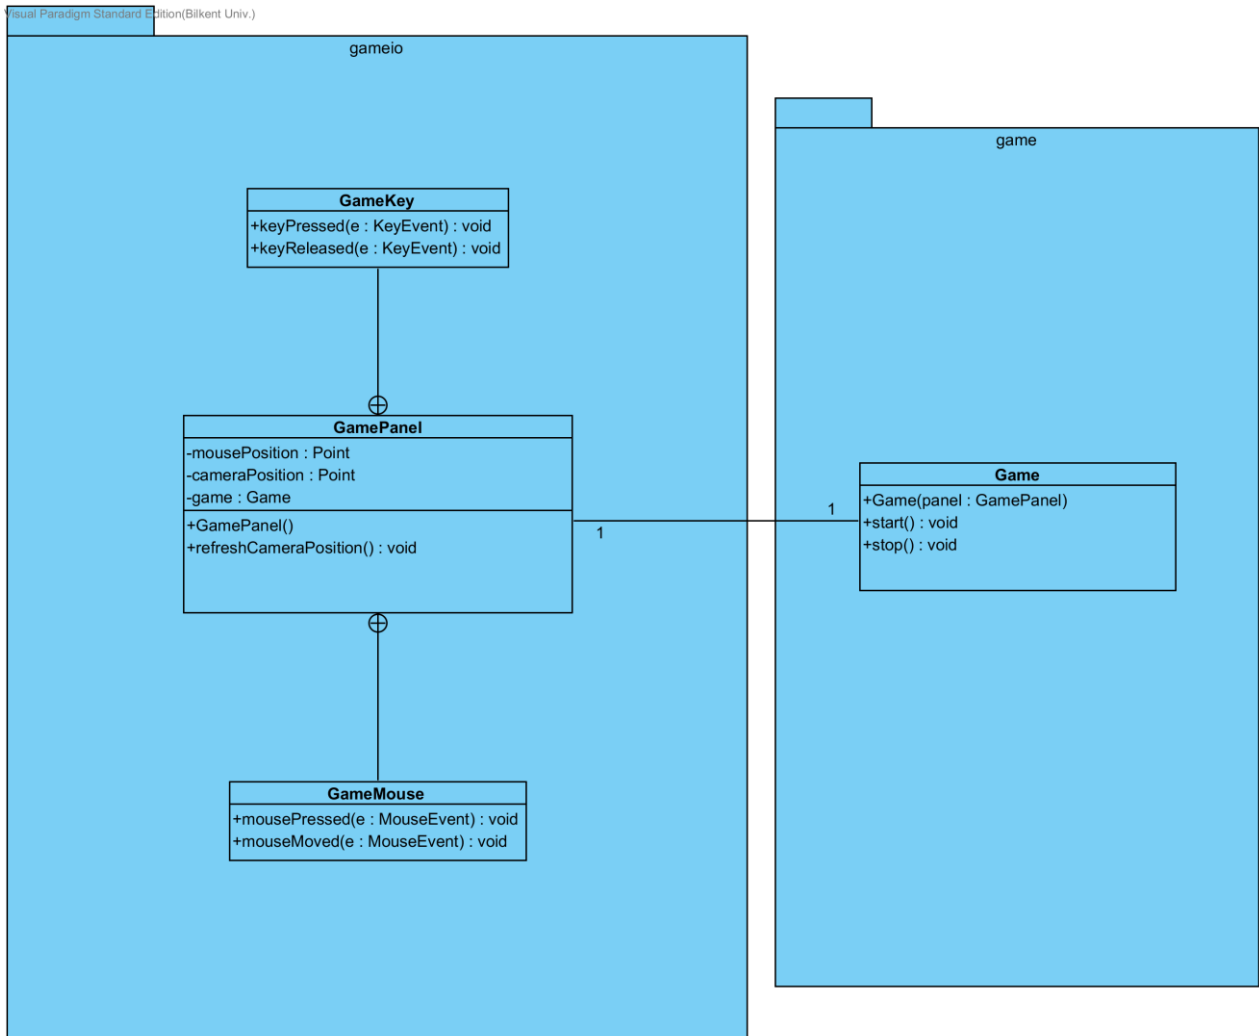 Visual Paradigm Standard Edition(Bilkent Univ.)
gameio
game
GameKey
+keyPressed(e : KeyEvent) : void
+keyReleased(e : KeyEvent) : void
GamePanel
-mousePosition : Point
-cameraPosition : Point
-game : Game
+GamePanel()
+refreshCameraPosition() : void
1
1
Game
+Game(panel : GamePanel)
+start() : void
+stop() : void
GameMouse
+mousePressed(e : MouseEvent) : void
+mouseMoved(e : MouseEvent) : void